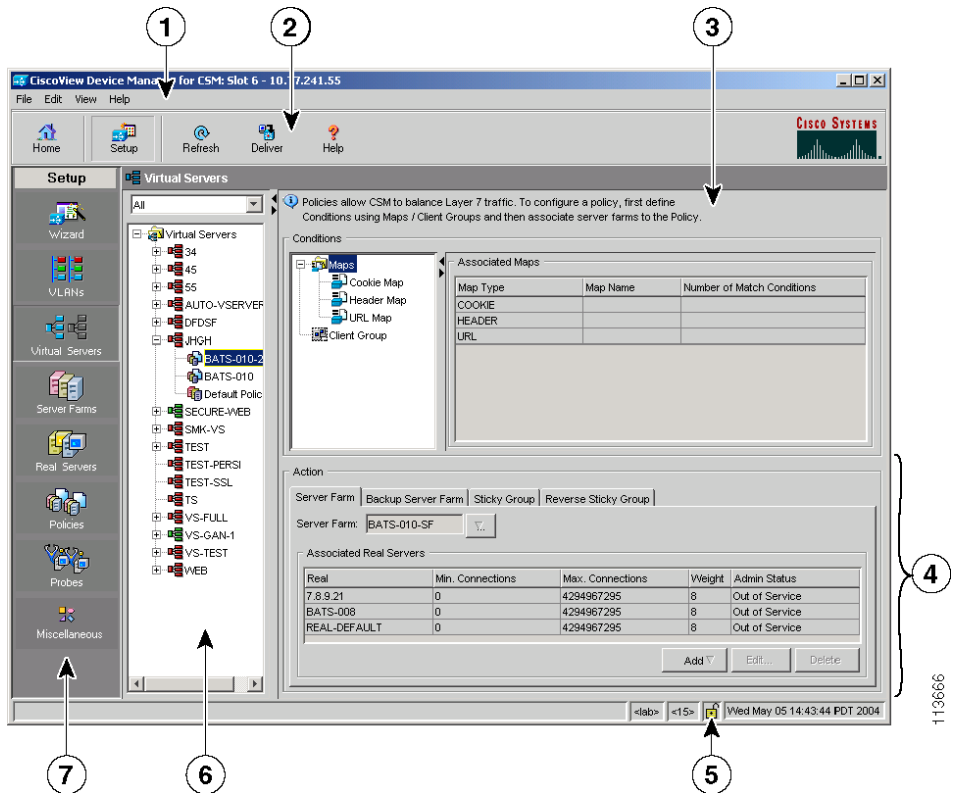 1
2
3
CiscoView Device Manager for CSM: Slot 6 - 10.77.241.55
File Edit View Help
Home
Setup
Refresh
Deliver
Help
CISCO SYSTEMS
Setup
Virtual Servers
Wizard
VLANs
Virtual Servers
Server Farms
Real Servers
Policies
Probes
Miscellaneous
All
Virtual Servers
34
45
55
AUTO-VSERVER
DFDSF
JHGH
BATS-010-2
BATS-010
Default Polic
SECURE-WEB
SMK-VS
TEST
TEST-PERSI
TEST-SSL
TS
VS-FULL
VS-GAN-1
VS-TEST
WEB
Policies allow CSM to balance Layer 7 traffic. To configure a policy, first define
Conditions using Maps / Client Groups and then associate server farms to the Policy.
Conditions
Maps
Cookie Map
Header Map
URL Map
Client Group
Associated Maps
Map Type Map Name Number of Match Conditions
COOKIE
HEADER
URL
Action
Server Farm Backup Server Farm Sticky Group Reverse Sticky Group
Server Farm: BATS-010-SF
Associated Real Servers
Real Min. Connections Max. Connections Weight Admin Status
7.8.9.21 0 4294967295 8 Out of Service
BATS-008 0 4294967295 8 Out of Service
REAL-DEFAULT 0 4294967295 8 Out of Service
Add Edit... Delete
<lab> <15> Wed May 05 14:43:44 PDT 2004
4
113666
7
6
5